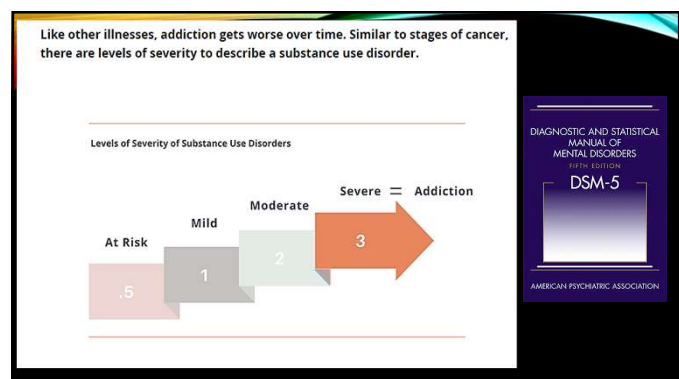 Like other illnesses, addiction gets worse over time. Similar to stages of cancer,
there are levels of severity to describe a substance use disorder.
Levels of Severity of Substance Use Disorders
At Risk
Mild
Moderate
Severe = Addiction
.5
1
2
3
DIAGNOSTIC AND STATISTICAL
MANUAL OF
MENTAL DISORDERS
FIFTH EDITION
DSM-5
AMERICAN PSYCHIATRIC ASSOCIATION